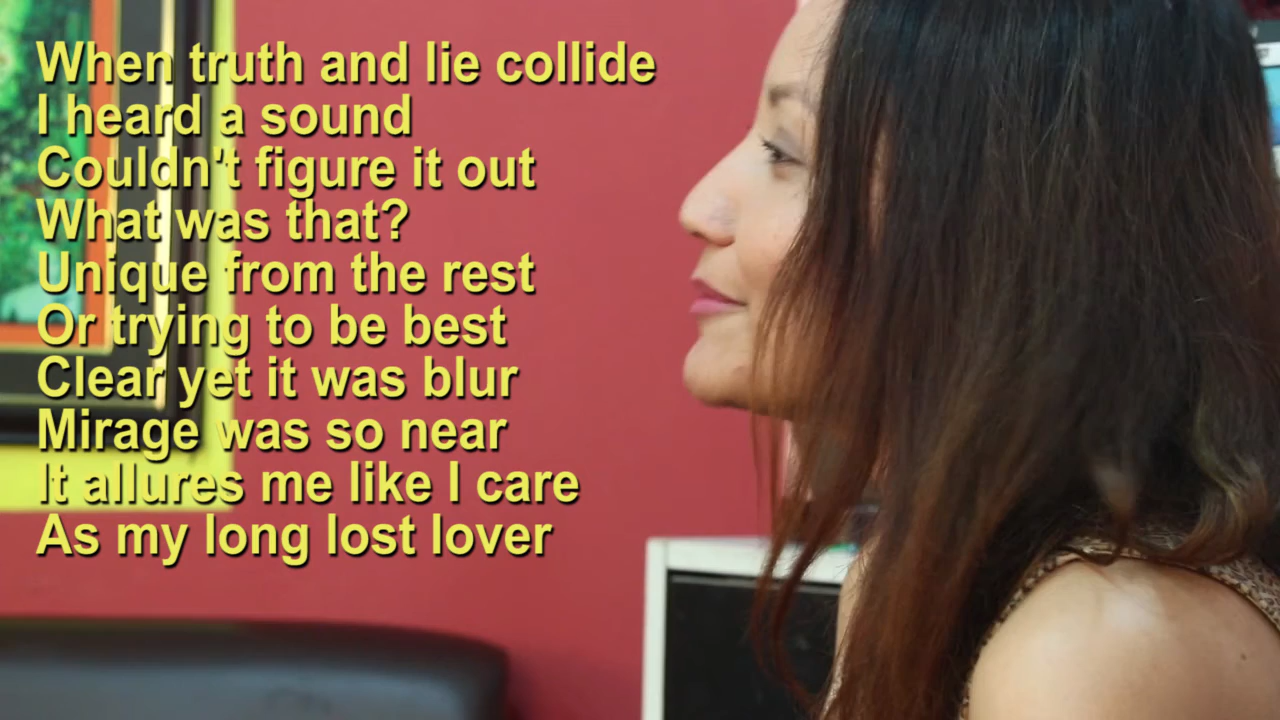 When truth and lie collide
I heard a sound
Couldn't figure it out
What was that?
Unique from the rest
Or trying to be best
Clear yet it was blur
Mirage was so near
It allures me like I care
As my long lost lover